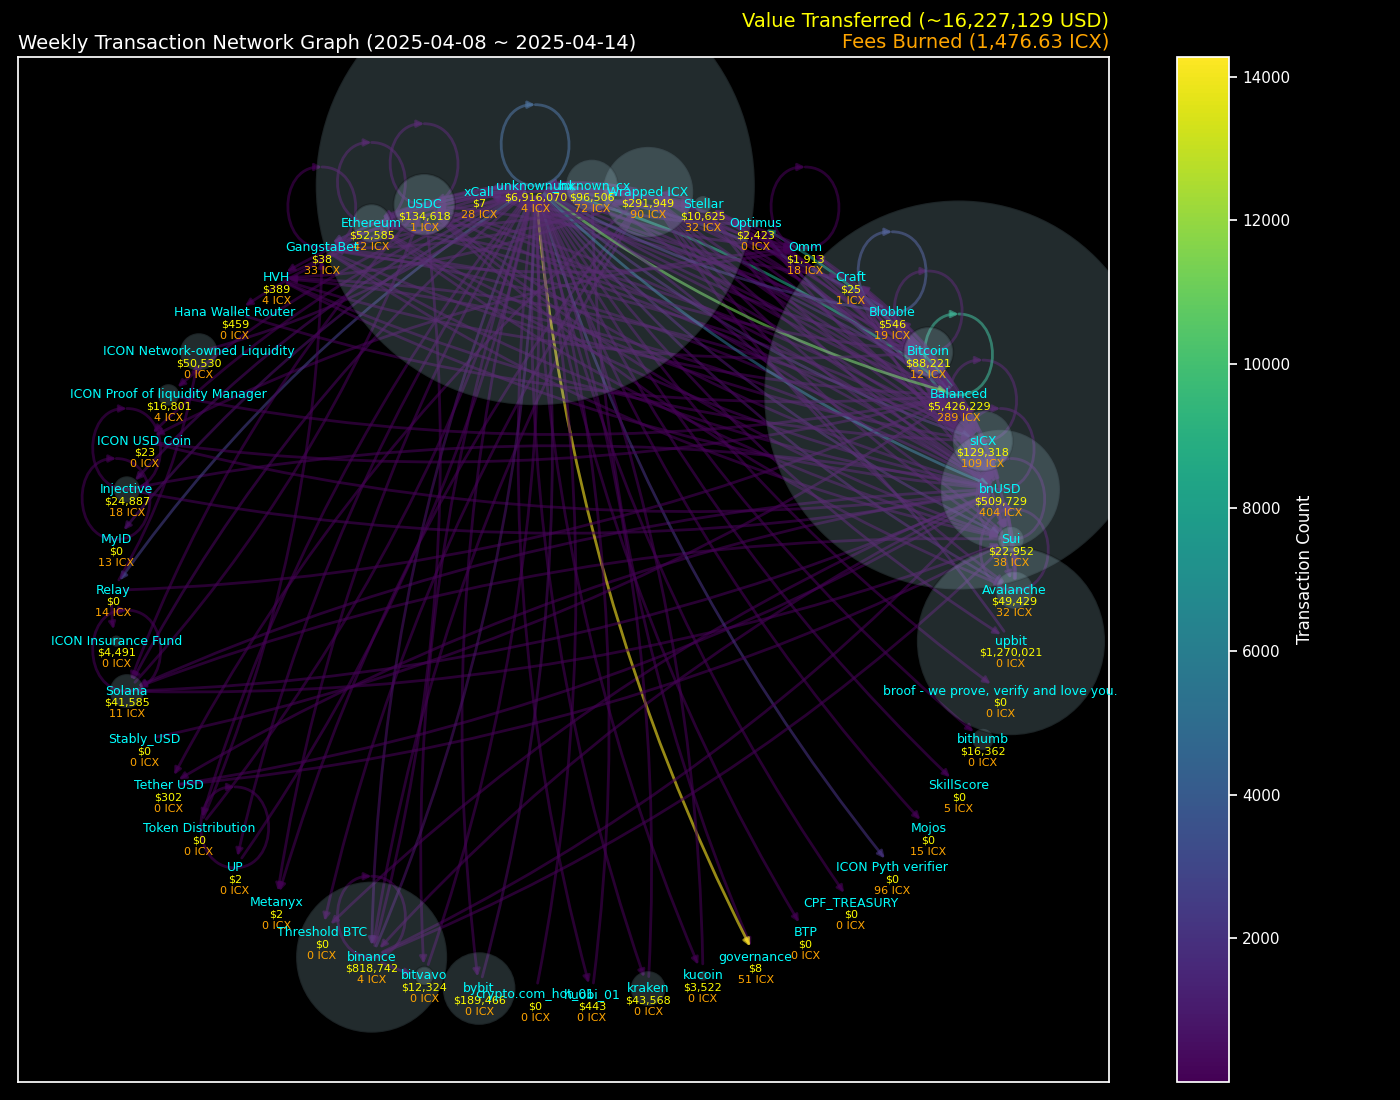 Value Transferred (~16,227,129 USD)
Weekly Transaction Network Graph (2025-04-08 ~ 2025-04-14)
Fees Burned (1,476.63 ICX)
xCall
$7
28 ICX
$6,916,070
4 ICX
$96,506
72 ICX
Wrapped ICX
$291,949
90 ICX
USDC
$134,618
1 ICX
Stellar
$10,625
32 ICX
Ethereum
$52,585
Optimus
$2,423
0 ICX
GangstaBet
$38
33 ICX
Omm
$1,913
18 ICX
HVH
$389
4 ICX
Craft
$25
1 ICX
Hana Wallet Router
$459
0 ICX
Blobble
$546
19 ICX
ICON Network-owned Liquidity
$50,530
0 ICX
Bitcoin
$88,221
12 ICX
ICON Proof of liquidity Manager
$16,801
4 ICX
Balanced
$5,426,229
289 ICX
ICON USD Coin
$23
0 ICX
sICX
$129,318
109 ICX
Injective
$24,887
18 ICX
bnUSD
$509,729
404 ICX
MyID
$0
13 ICX
Sui
$22,952
38 ICX
Relay
$0
14 ICX
Avalanche
$49,429
32 ICX
ICON Insurance Fund
$4,491
0 ICX
upbit
$1,270,021
0 ICX
Solana
$41,585
11 ICX
broof - we prove, verify and love you.
$0
0 ICX
Stably_USD
$0
0 ICX
bithumb
$16,362
0 ICX
Tether USD
$302
0 ICX
SkillScore
$0
5 ICX
Token Distribution
$0
0 ICX
Mojos
$0
15 ICX
UP
$2
0 ICX
ICON Pyth verifier
$0
96 ICX
Metanyx
$2
0 ICX
CPF_TREASURY
$0
0 ICX
Threshold BTC
$0
0 ICX
BTP
$0
0 ICX
binance
$818,742
4 ICX
governance
$8
51 ICX
bitvavo
$12,324
0 ICX
kucoin
$3,522
0 ICX
bybit
$189,466
0 ICX
$0
0 ICX
$443
0 ICX
kraken
$43,568
0 ICX
14000
12000
10000
8000
6000
4000
2000
Transaction Count